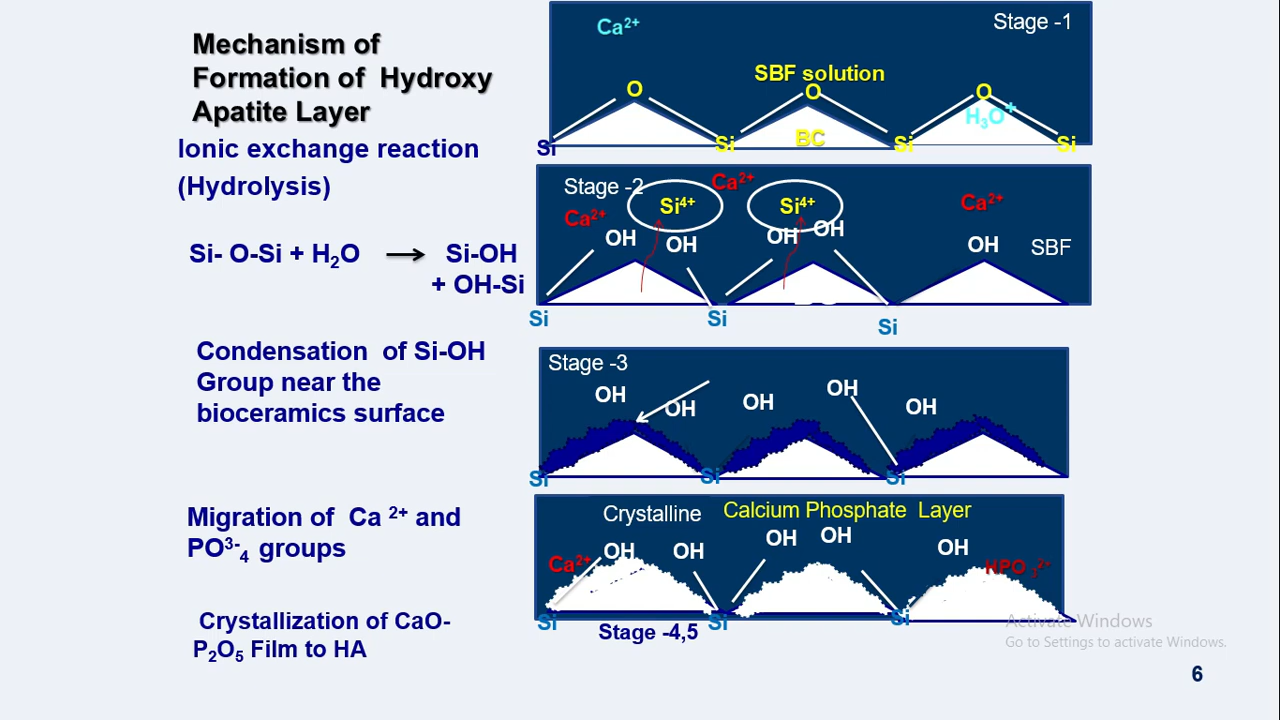 Mechanism of
Formation of Hydroxy
Apatite Layer
Ionic exchange reaction
(Hydrolysis)
Si- O-Si + H₂O → Si-OH
+ OH-Si
Condensation of Si-OH
Group near the
bioceramics surface
Migration of Ca ²⁺ and
PO³⁻₄ groups
Crystallization of CaO-
P₂O₅ Film to HA
Ca²⁺ Stage -1
SBF solution
O O O
H₃O⁺
Si Si BC Si Si
Stage -2 Ca²⁺
Si⁴⁺ Si⁴⁺ Ca²⁺
Ca²⁺
OH OH OH OH OH SBF
Si Si Si
Stage -3
OH OH OH OH OH
Si Si Si
Crystalline Calcium Phosphate Layer
OH OH OH OH OH
Ca²⁺
Si Si Si
Stage -4,5
Activate Windows
Go to Settings to activate Windows.
6